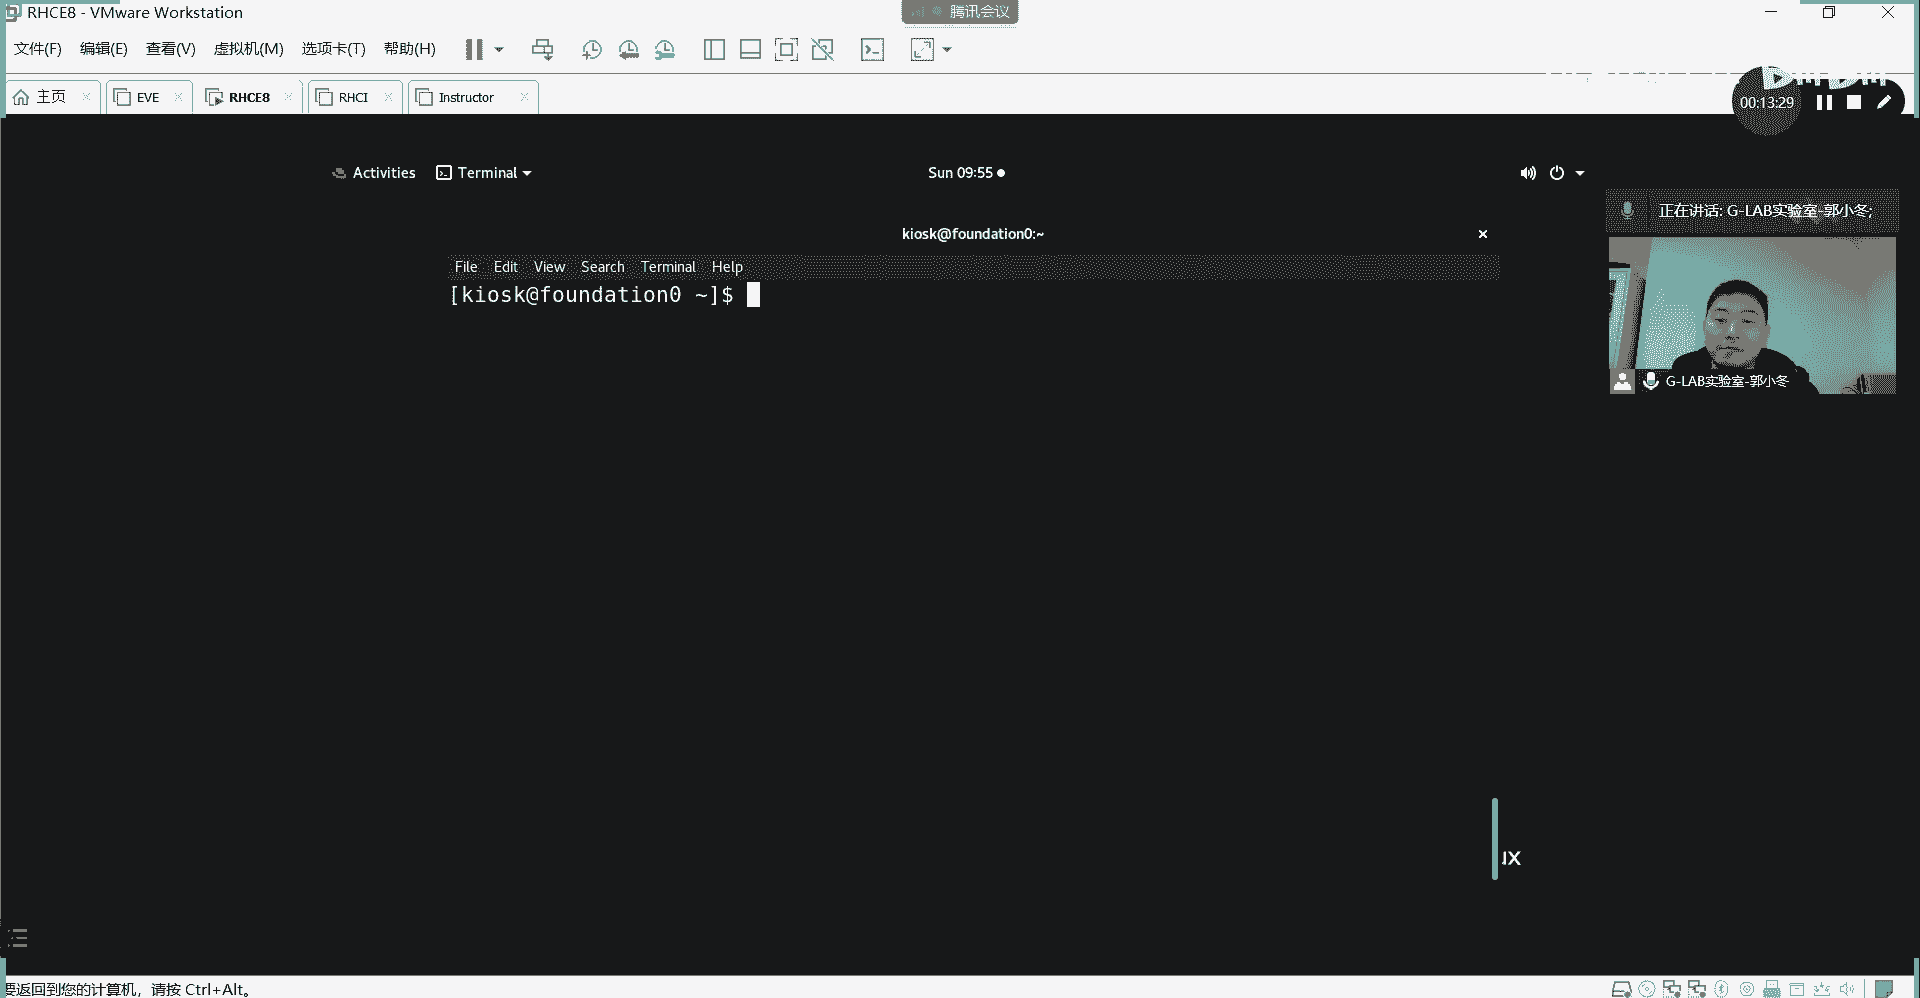 RHCE8 - VMware Workstation
腾讯会议
文件(F) 编辑(E) 查看(V) 虚拟机(M) 选项卡(T) 帮助(H)
主页 EVE RHCE8 RHCI Instructor
00:13:29
Activities Terminal Sun 09:55
正在讲话: G-LAB实验室-郭小冬;
kiosk@foundation0:~
File Edit View Search Terminal Help
[kiosk@foundation0 ~]$
G-LAB实验室-郭小冬
要返回到您的计算机，请按 Ctrl+Alt。